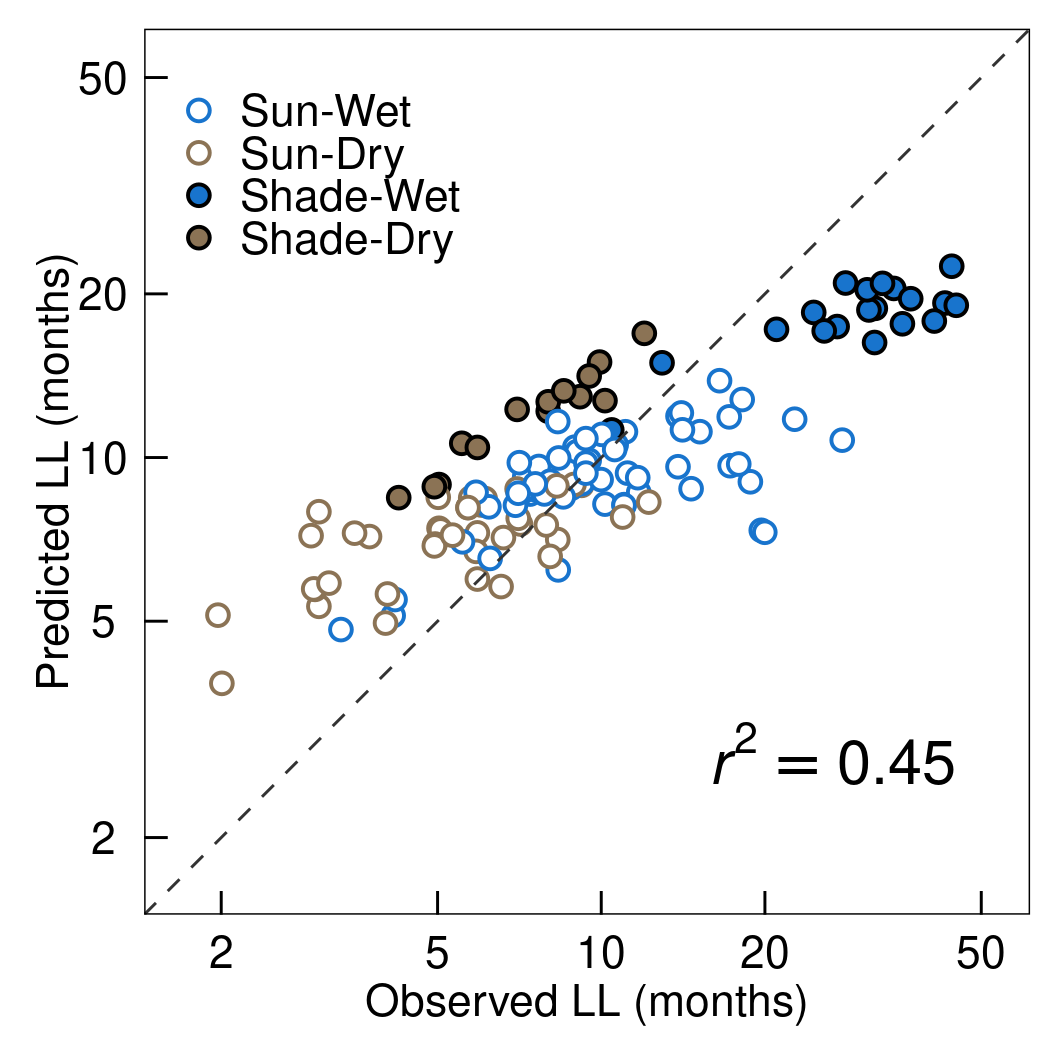 50
20
10
5
2
Predicted LL (months)
Sun-Wet
Sun-Dry
Shade-Wet
Shade-Dry
r² = 0.45
2 5 10 20 50
Observed LL (months)